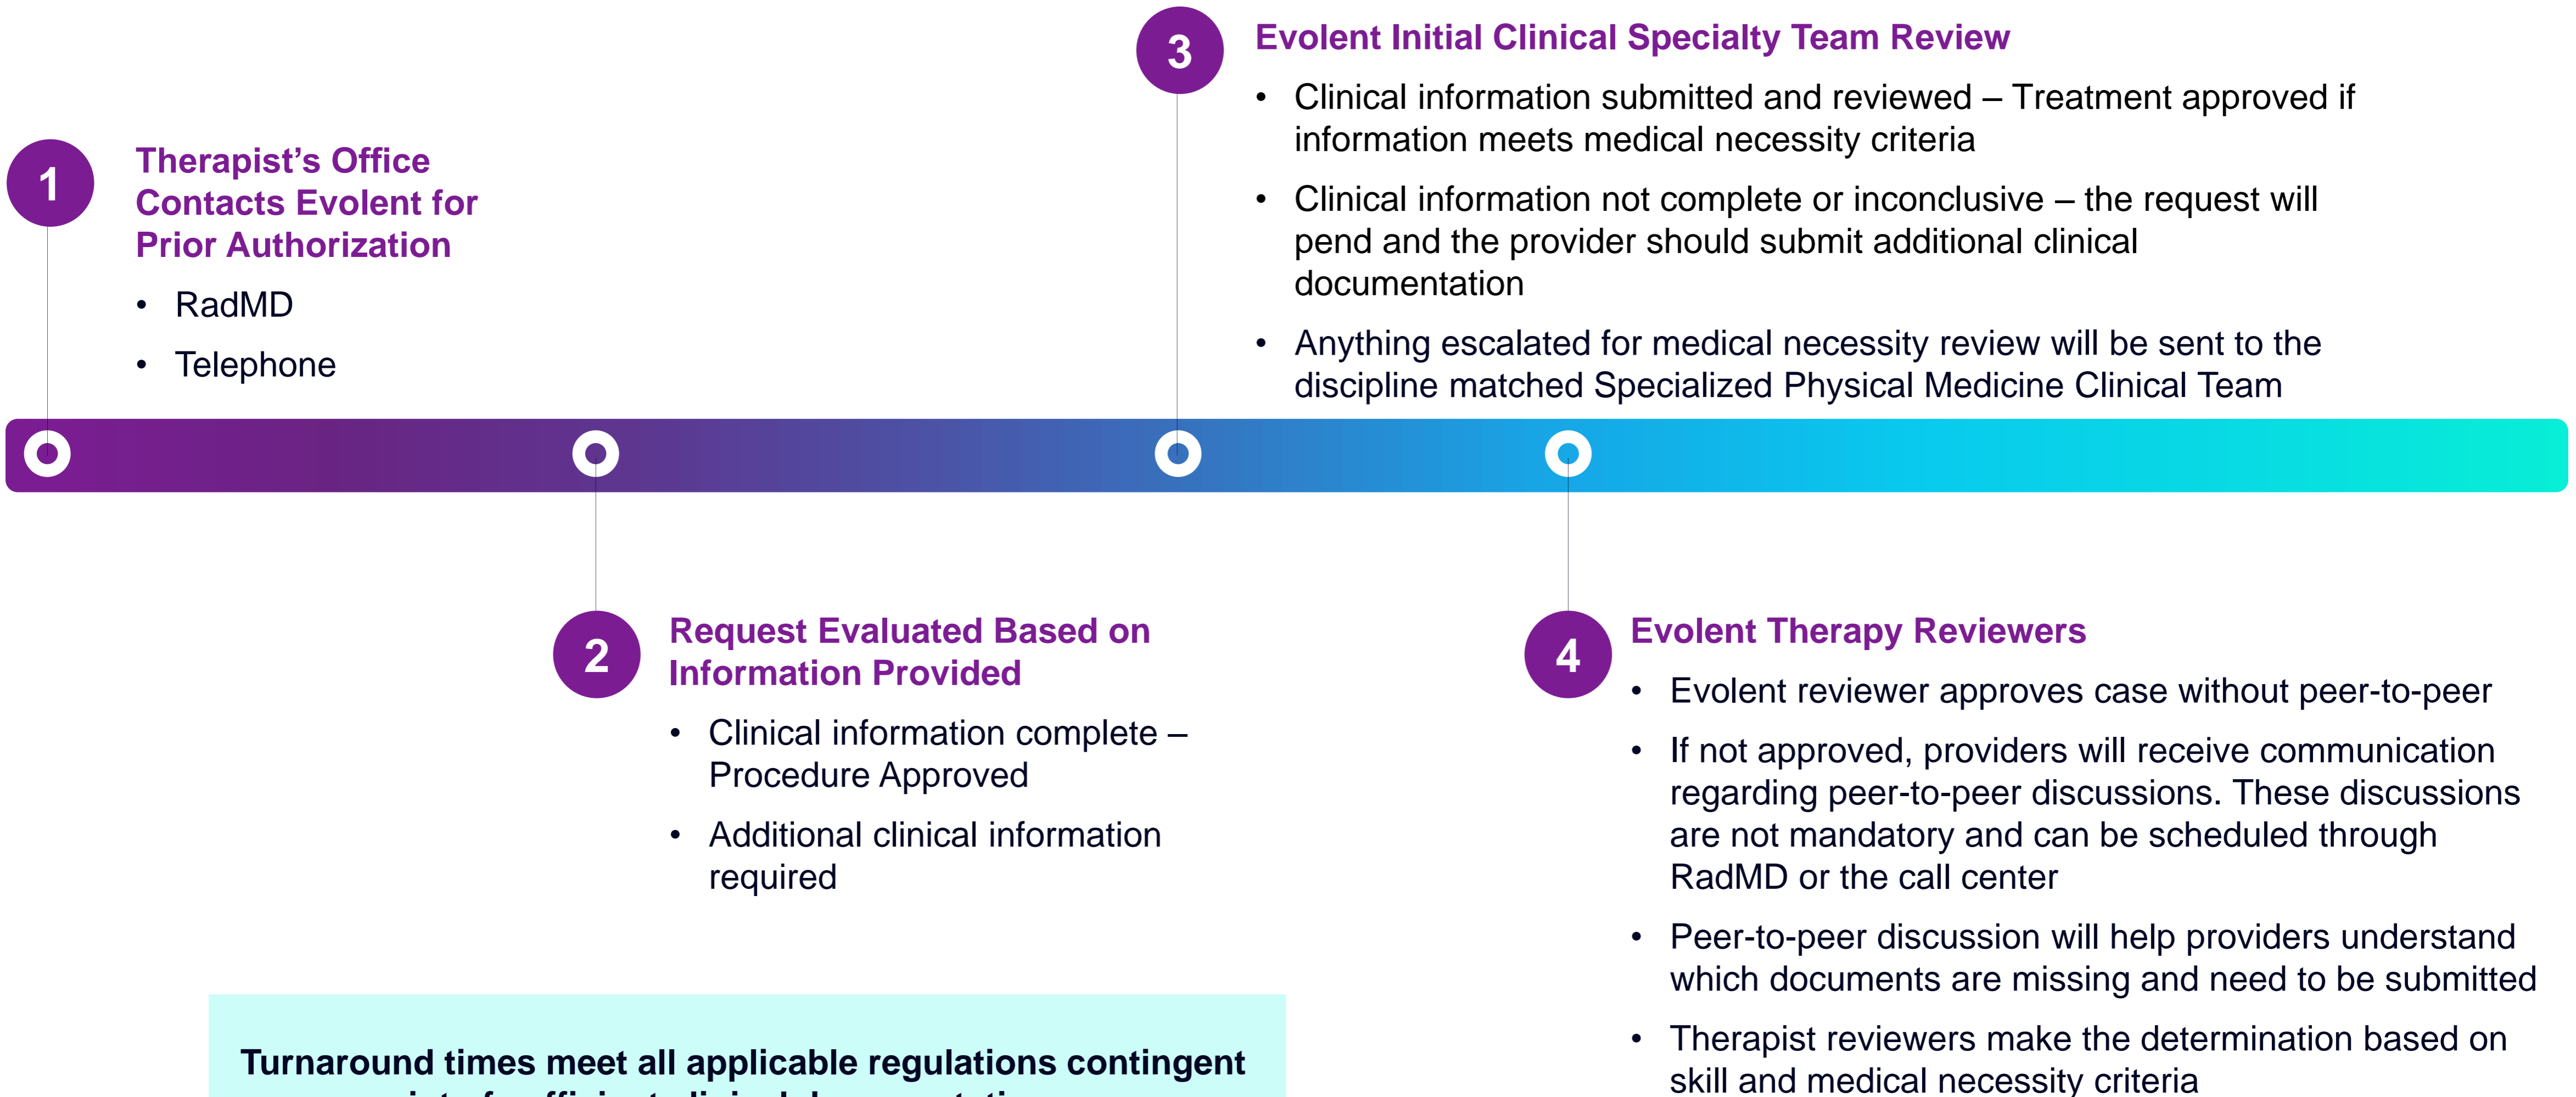 1
Therapist's Office
Contacts Evolent for
Prior Authorization
• RadMD
• Telephone
2
Request Evaluated Based on
Information Provided
• Clinical information complete –
Procedure Approved
• Additional clinical information
required
3
Evolent Initial Clinical Specialty Team Review
• Clinical information submitted and reviewed – Treatment approved if
information meets medical necessity criteria
• Clinical information not complete or inconclusive – the request will
pend and the provider should submit additional clinical
documentation
• Anything escalated for medical necessity review will be sent to the
discipline matched Specialized Physical Medicine Clinical Team
4
Evolent Therapy Reviewers
• Evolent reviewer approves case without peer-to-peer
• If not approved, providers will receive communication
regarding peer-to-peer discussions. These discussions
are not mandatory and can be scheduled through
RadMD or the call center
• Peer-to-peer discussion will help providers understand
which documents are missing and need to be submitted
• Therapist reviewers make the determination based on
skill and medical necessity criteria
Turnaround times meet all applicable regulations contingent